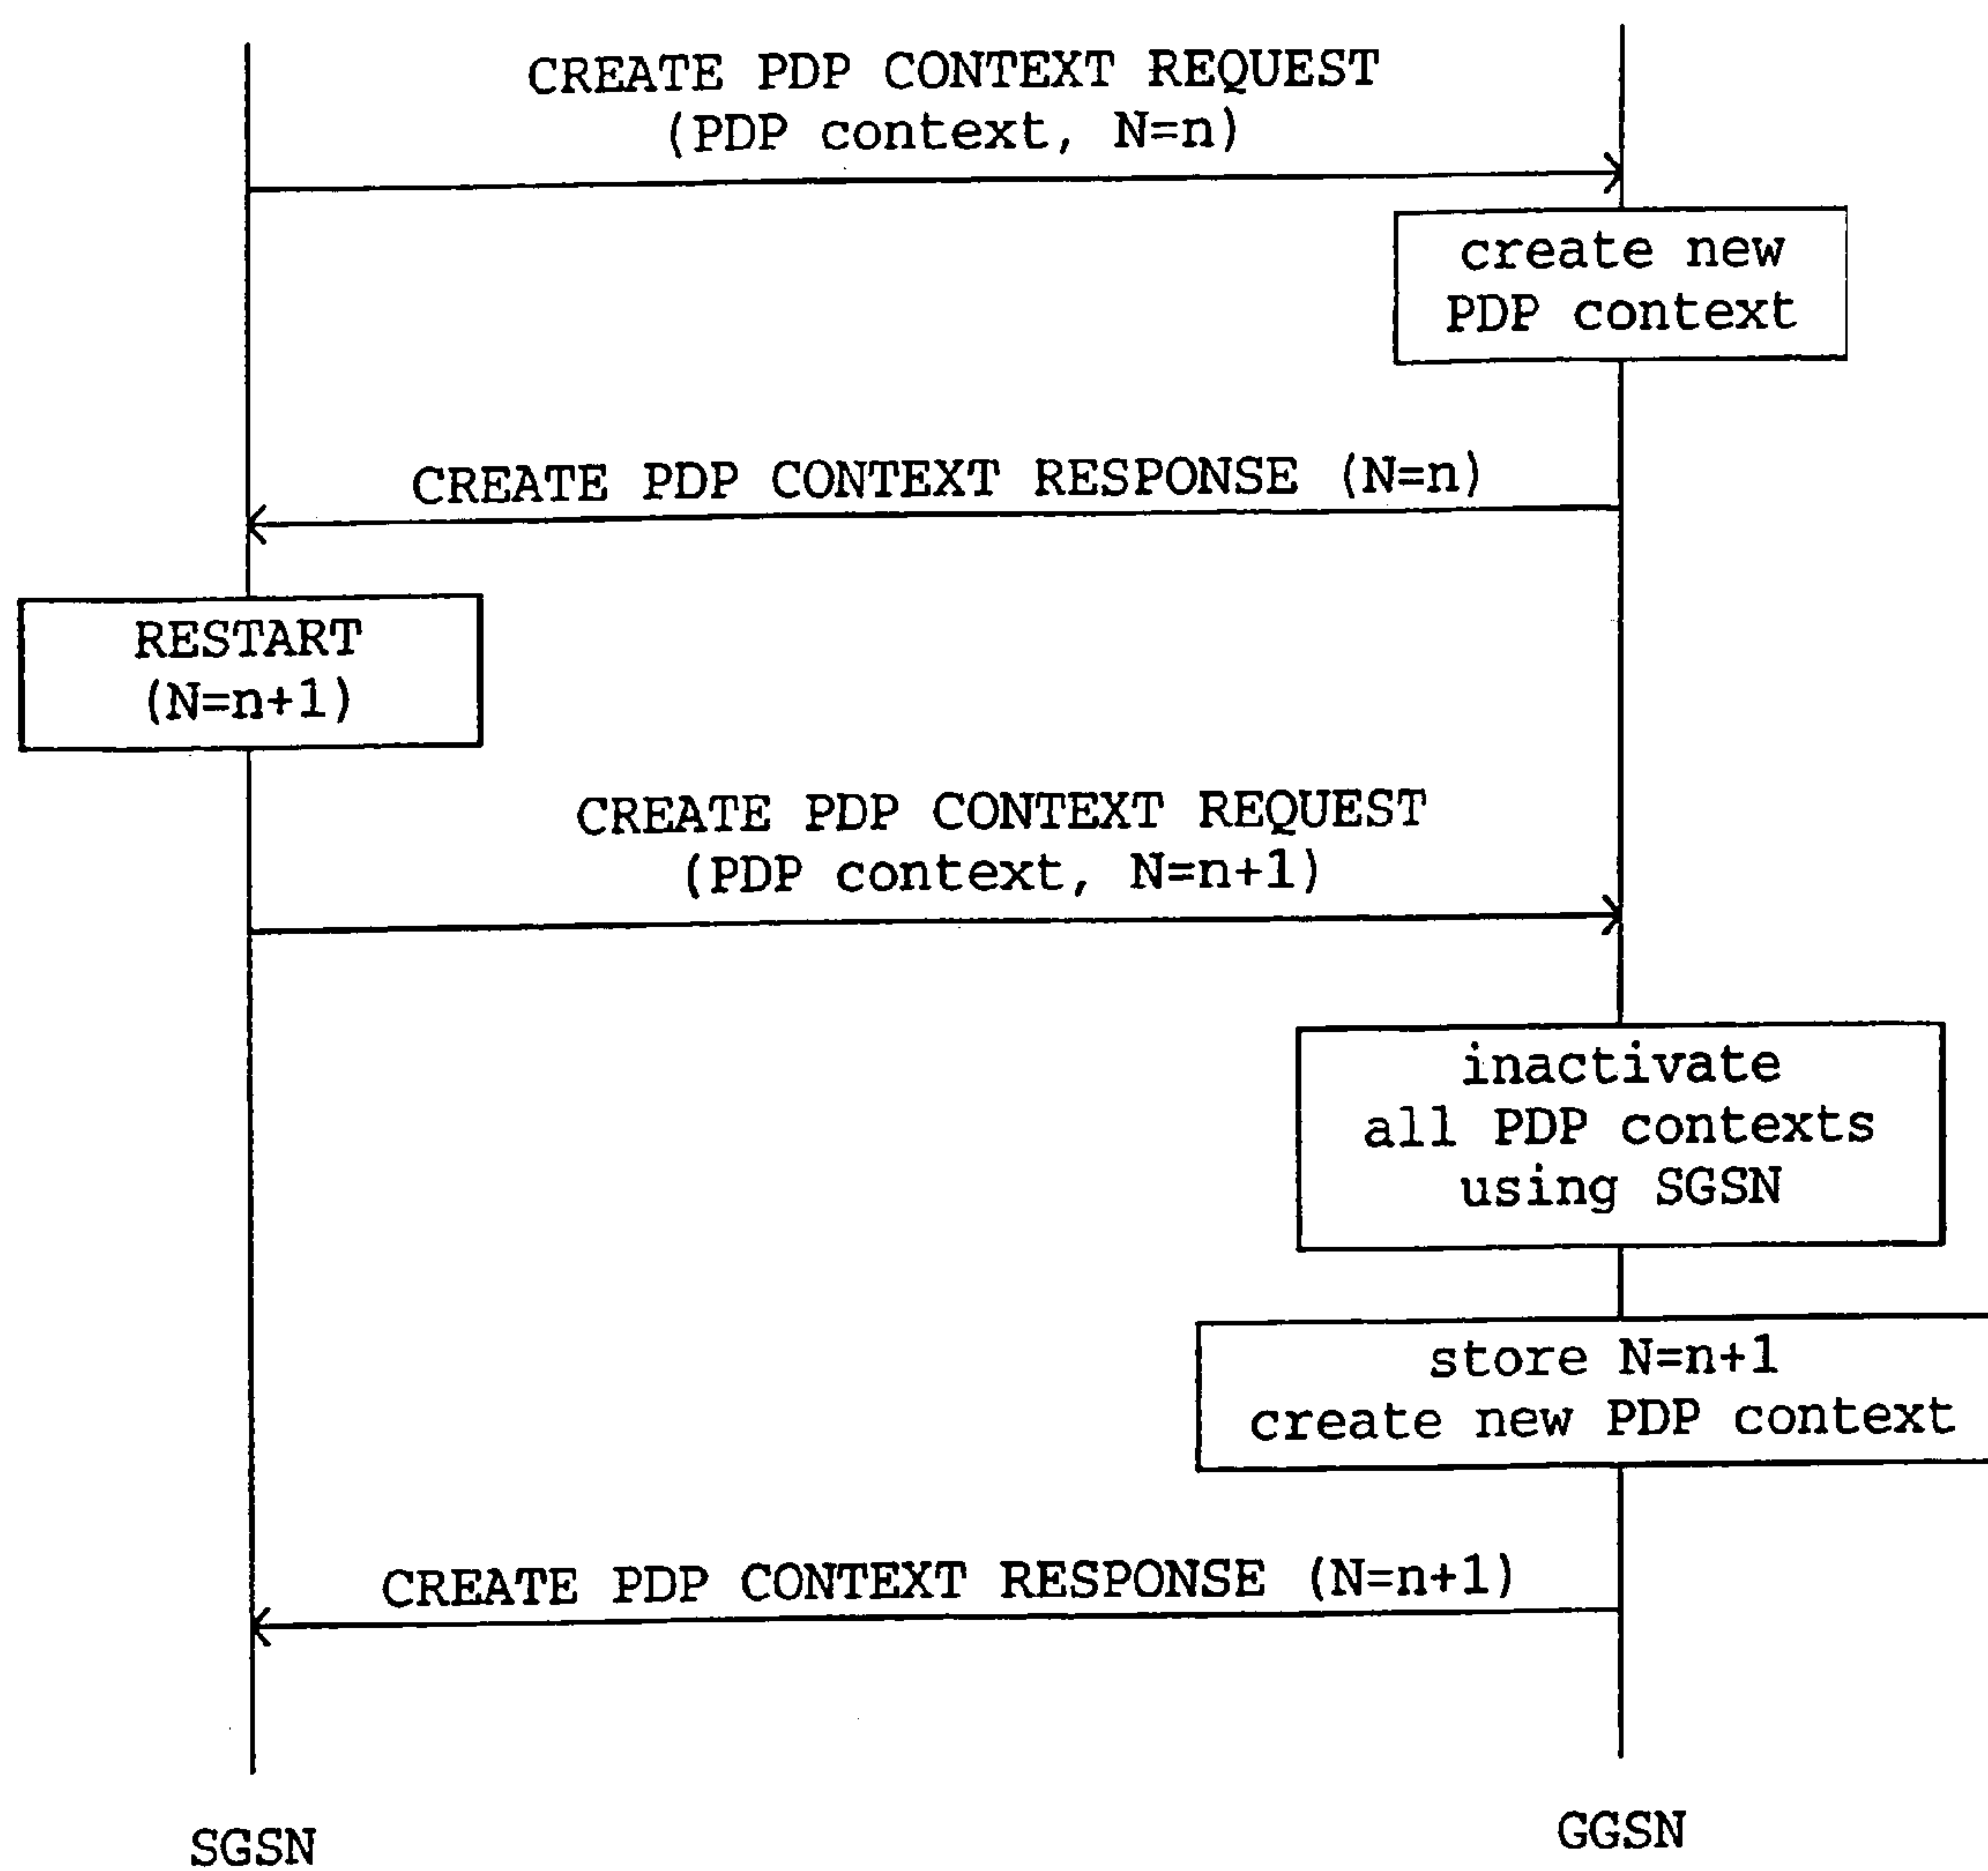 CREATE PDP CONTEXT REQUEST
(PDP context, N=n)
create new
PDP context
CREATE PDP CONTEXT RESPONSE (N=n)
RESTART
(N=n+1)
CREATE PDP CONTEXT REQUEST
(PDP context, N=n+1)
inactivate
all PDP contexts
using SGSN
store N=n+1
create new PDP context
CREATE PDP CONTEXT RESPONSE (N=n+1)
SGSN
GGSN